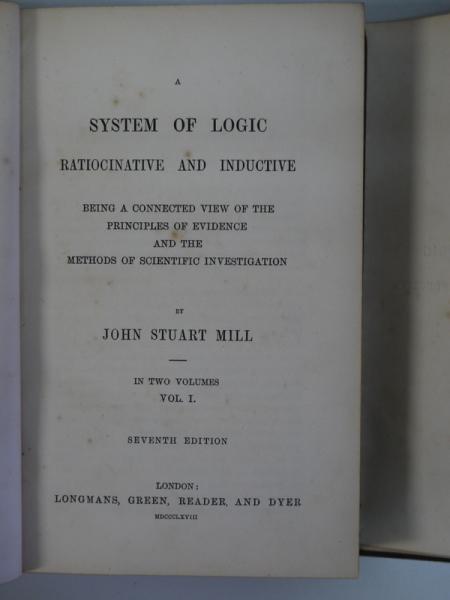 A
SYSTEM OF LOGIC
RATIOCINATIVE AND INDUCTIVE
BEING A CONNECTED VIEW OF THE
PRINCIPLES OF EVIDENCE
AND THE
METHODS OF SCIENTIFIC INVESTIGATION
BY
JOHN STUART MILL
IN TWO VOLUMES
VOL. I.
SEVENTH EDITION
LONDON:
LONGMANS, GREEN, READER, AND DYER
MDCCCLXVIII